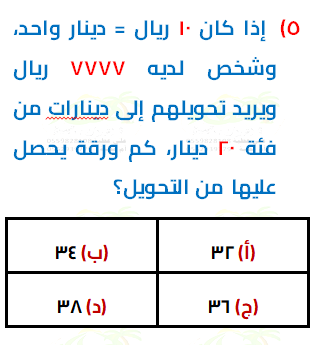 ٥) إذا كان ١٠ ريال = دينار واحد،
وشخص لديه ٧٧٧٧ ريال
ويريد تحويلهم إلى دينارات من
فئة ٢٠ دينار، كم ورقة يحصل
عليها من التحويل؟
(أ) ٣٢ (ب) ٣٤
(ج) ٣٦ (د) ٣٨